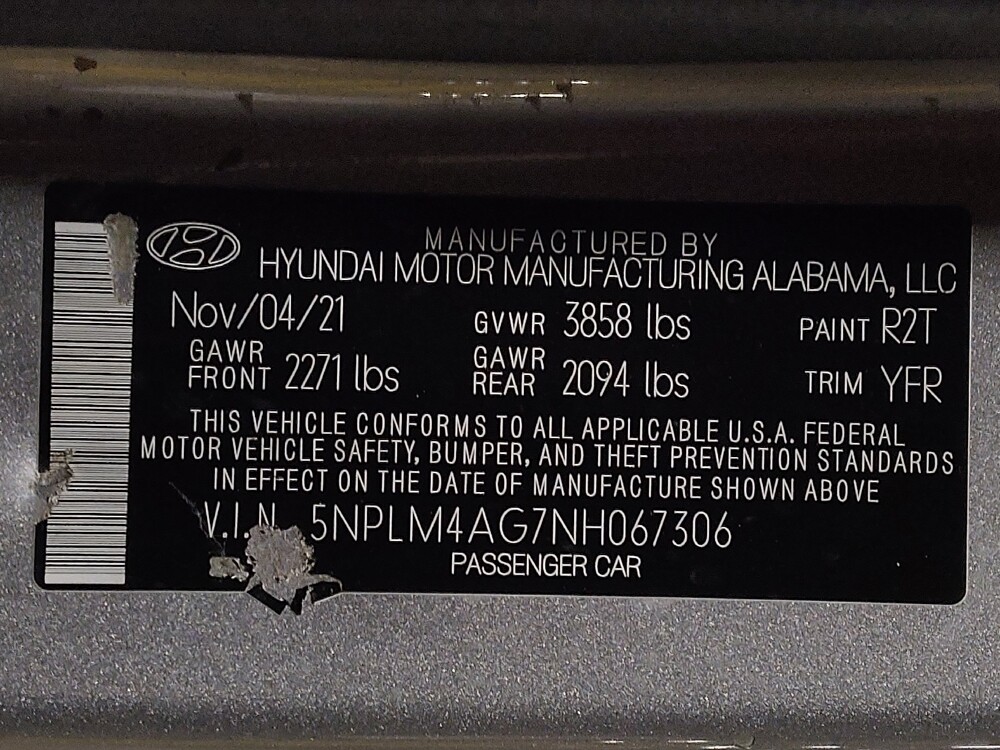 MANUFACTURED BY
HYUNDAI MOTOR MANUFACTURING ALABAMA, LLC
Nov/04/21 GVWR 3858 lbs PAINT R2T
GAWR FRONT 2271 lbs GAWR REAR 2094 lbs TRIM YFR
THIS VEHICLE CONFORMS TO ALL APPLICABLE U.S.A. FEDERAL
MOTOR VEHICLE SAFETY, BUMPER, AND THEFT PREVENTION STANDARDS
IN EFFECT ON THE DATE OF MANUFACTURE SHOWN ABOVE
V.I.N. 5NPLM4AG7NH067306
PASSENGER CAR